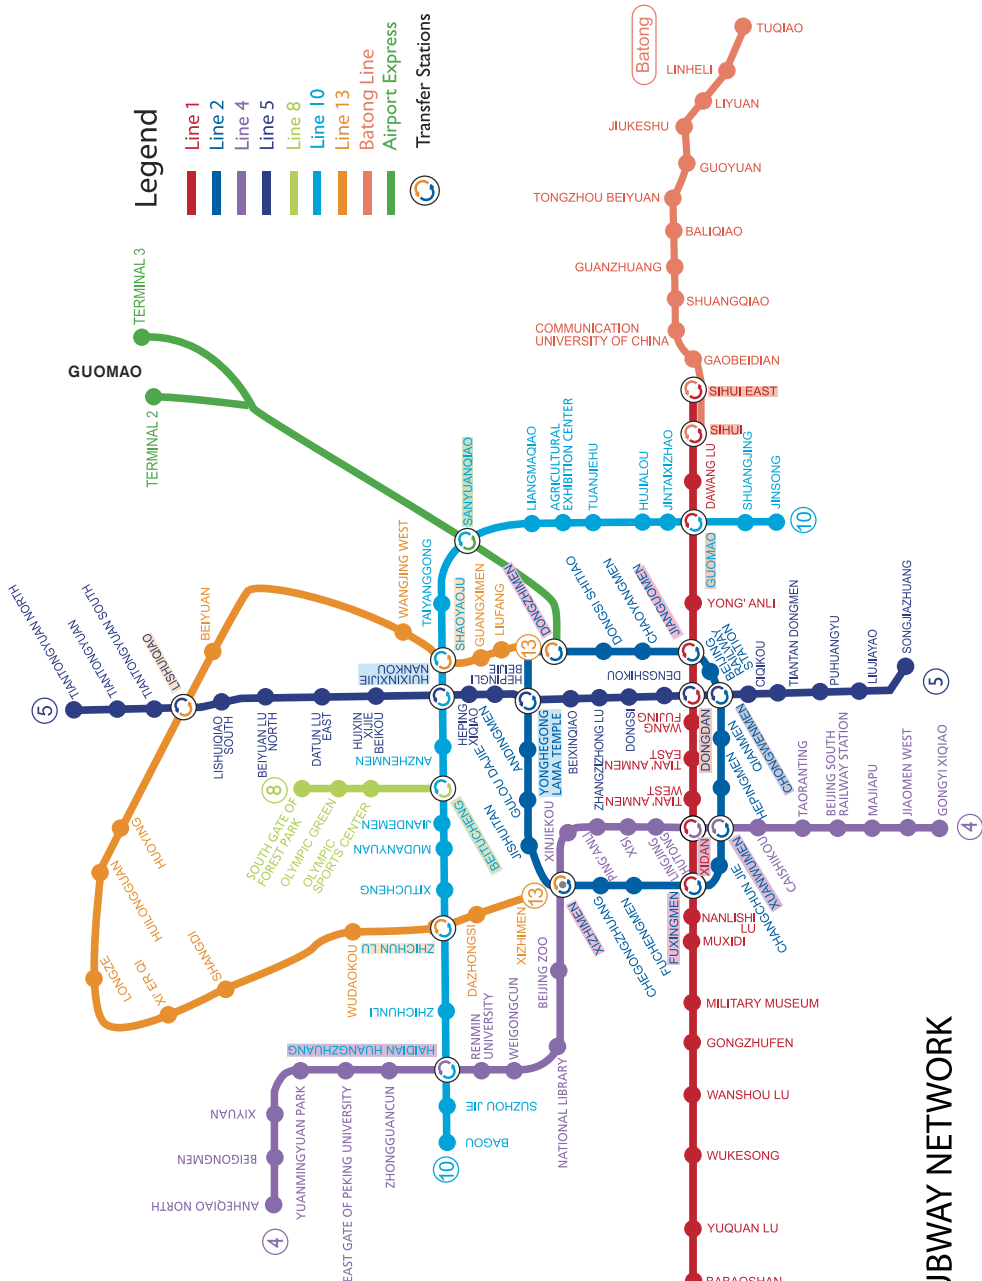 Legend
Line 1
Line 2
Line 4
Line 5
Line 8
Line 10
Line 13
Batong Line
Airport Express
Transfer Stations
Batong
TUQIAO
LINHELI
LIYUAN
JIUKESHU
GUOYUAN
TONGZHOU BEIYUAN
BALIQIAO
GUANZHUANG
SHUANGQIAO
COMMUNICATION
UNIVERSITY OF CHINA
GAOBEIDIAN
SIHUI EAST
SIHUI
TERMINAL 3
GUOMAO
TERMINAL 2
SANYUANQIAO
LIANGMAQIAO
AGRICULTURAL
EXHIBITION CENTER
TUANJIEHU
HUJIALOU
JINTAIXIZHAO
DAWANG LU
SHUANGJING
JINSONG
10
GUOMAO
TAIYANGGONG
WANGJING WEST
SHAOYAOJU
GUANGXIMEN
LIUFANG
13
DONGZHIMEN
DONGSI SHITIAO
CHAOYANGMEN
JIANGUOMEN
YONG' ANLI
BEIJING
RAILWAY
STATION
TIANTONGYUAN NORTH
TIANTONGYUAN
TIANTONGYUAN SOUTH
5
LISHUIQIAO
BEIYUAN
LISHUIQIAO
SOUTH
BEIYUAN LU
NORTH
DATUN LU
EAST
HUIXIN
XIJIE
BEIKOU
HUIXINXIJIE
NANKOU
HEPING
XIQIAO
HEPINGLI
BEIJIE
YONGHEGONG
LAMA TEMPLE
BEIXINQIAO
ZHANGZIZHONG LU
DONGSI
DENGSHIKOU
DONGDAN
CHONGWENMEN
CIQIKOU
TIANTAN DONGMEN
PUHUANGYU
LIUJIAYAO
SONGJIAZHUANG
5
WANG
FUJING
TIAN' ANMEN
EAST
TIAN' ANMEN
WEST
QIANMEN
HEPINGMEN
ANDINGMEN
GULOU DAJIE
JISHUITAN
ANZHENMEN
8
SOUTH GATE OF
FOREST PARK
OLYMPIC GREEN
OLYMPIC
SPORTS CENTER
BEITUCHENG
JIANDEMEN
MUDANYUAN
XITUCHENG
HUOYING
HUILONGGUAN
LONGZE
XI' ER QI
SHANGDI
WUDAOKOU
ZHICHUN LU
DAZHONGSI
XIZHIMEN
13
XINJIEKOU
PING'ANLI
XISI
LINGJING
HUTONG
XIDAN
XUANWUMEN
CAISHIKOU
TAORANTING
BEIJING SOUTH
RAILWAY STATION
MAJIAPU
JIAOMEN WEST
GONGYI XIQIAO
4
XIZHIMEN
CHEGONGZHUANG
FUCHENGMEN
FUXINGMEN
CHANGCHUN JIE
NANLISHI
LU
MUXIDI
MILITARY MUSEUM
GONGZHUFEN
WANSHOU LU
WUKESONG
YUQUAN LU
BABAOSHAN
ZHICHUNLI
HAIDIAN HUANGZHUANG
RENMIN
UNIVERSITY
WEIGONGCUN
BEIJING ZOO
NATIONAL LIBRARY
SUZHOU JIE
BAGOU
10
XIYUAN
BEIGONGMEN
ANHEQIAO NORTH
4
YUANMINGYUAN PARK
EAST GATE OF PEKING UNIVERSITY
ZHONGGUANCUN
UBWAY NETWORK